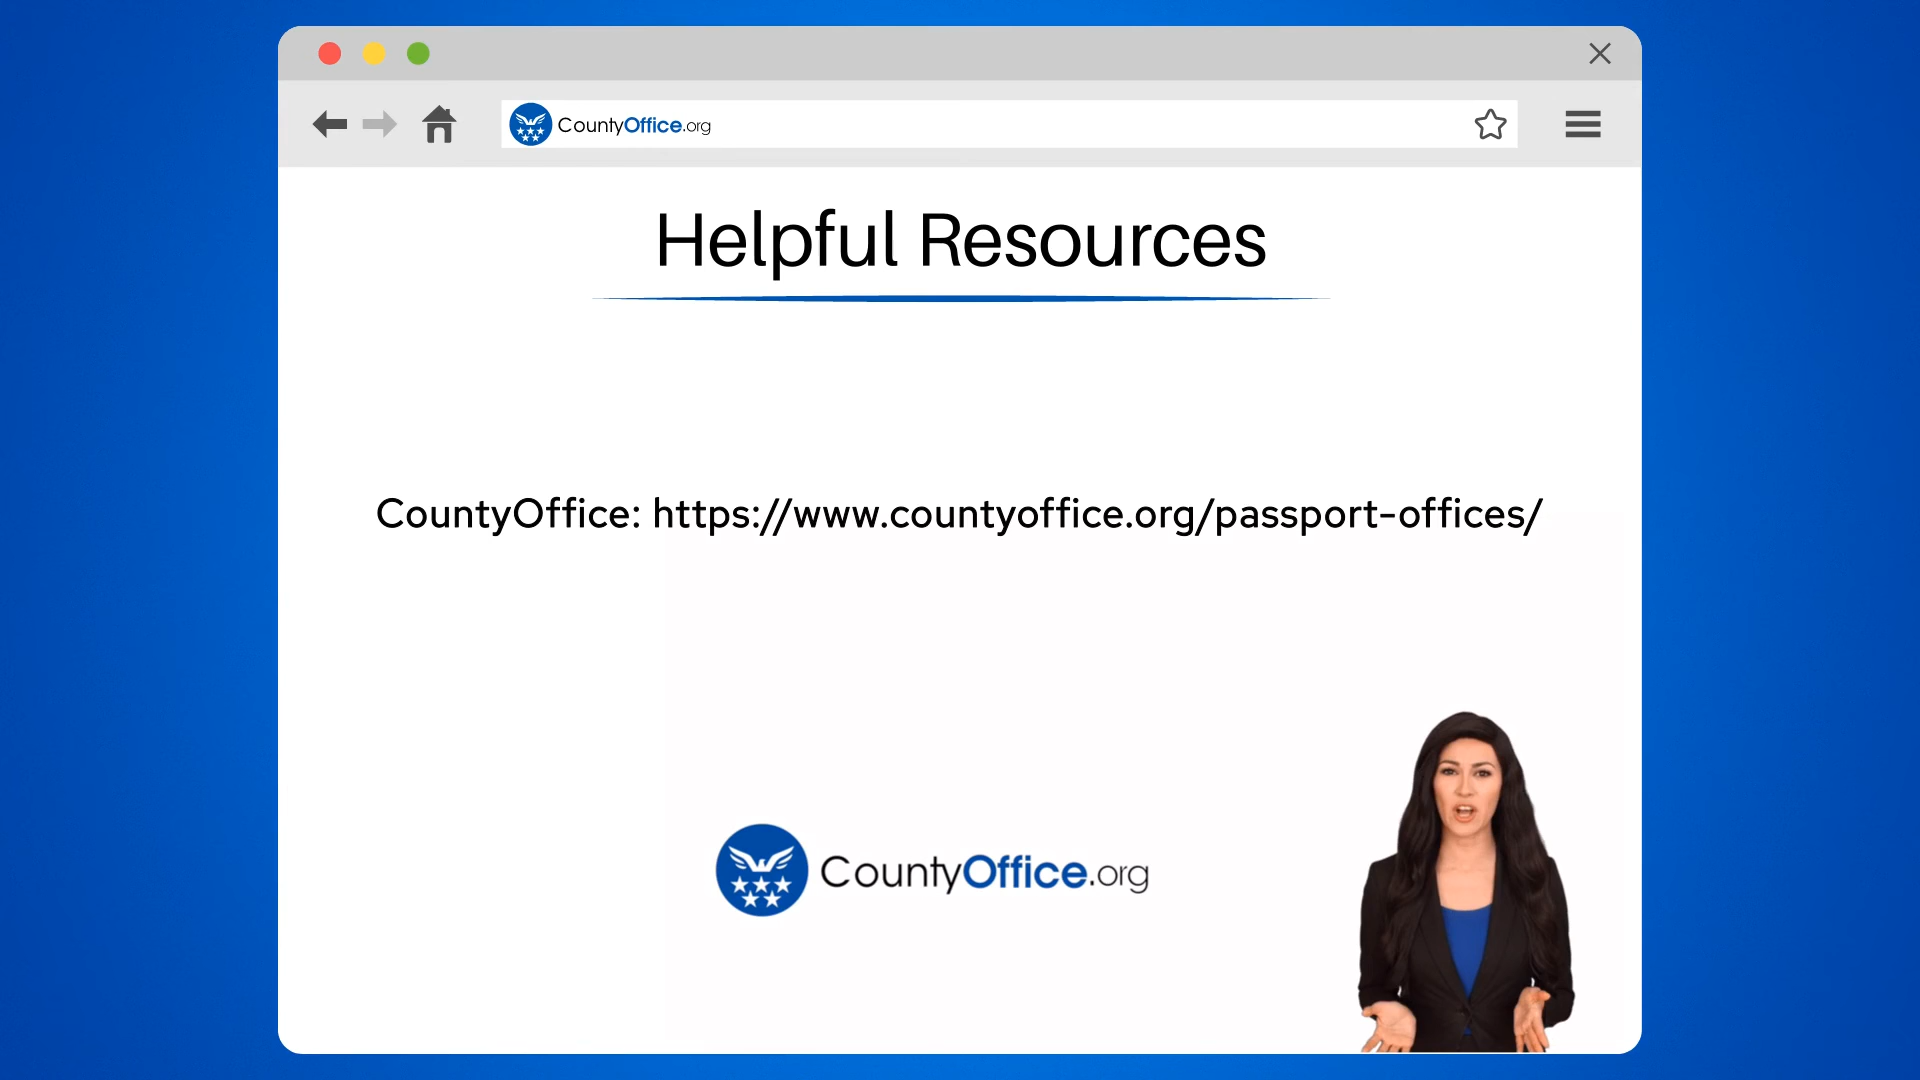 CountyOffice.org
Helpful Resources
CountyOffice: https://www.countyoffice.org/passport-offices/
CountyOffice.org